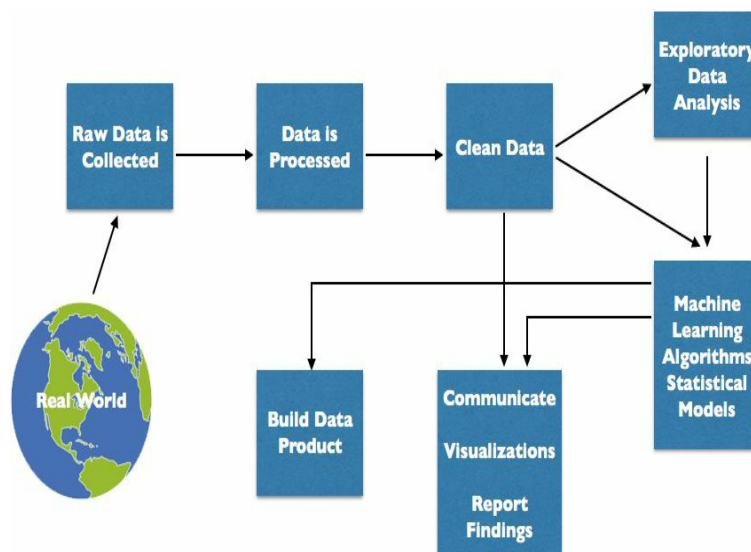 Exploratory
Data
Analysis
Raw Data is
Collected
Data is
Processed
Clean Data
Real World
Machine
Learning
Algorithms
Statistical
Models
Build Data
Product
Communicate
Visualizations
Report
Findings